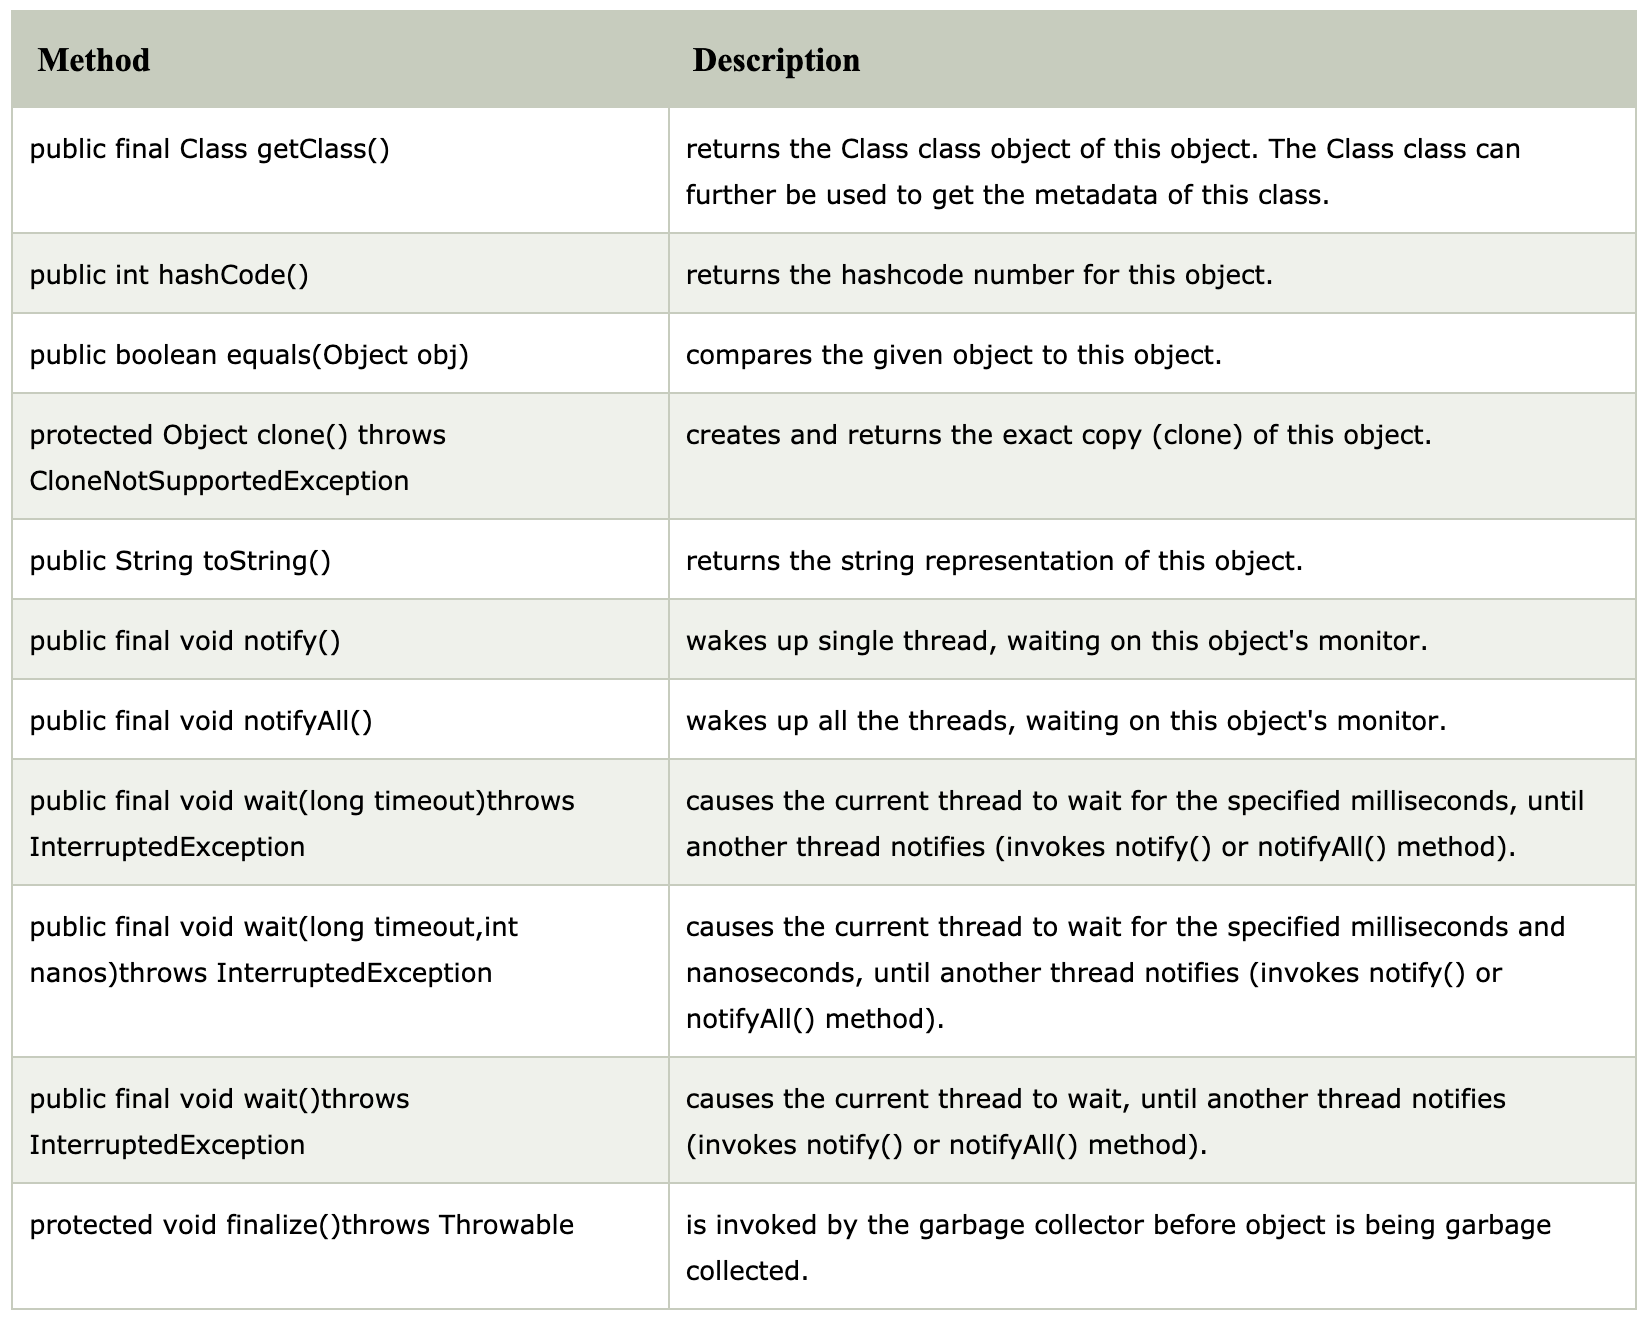 Method
Description
public final Class getClass()
returns the Class class object of this object. The Class class can
further be used to get the metadata of this class.
public int hashCode()
returns the hashcode number for this object.
public boolean equals(Object obj)
compares the given object to this object.
protected Object clone() throws
CloneNotSupportedException
creates and returns the exact copy (clone) of this object.
public String toString()
returns the string representation of this object.
public final void notify()
wakes up single thread, waiting on this object's monitor.
public final void notifyAll()
wakes up all the threads, waiting on this object's monitor.
public final void wait(long timeout)throws
InterruptedException
causes the current thread to wait for the specified milliseconds, until
another thread notifies (invokes notify() or notifyAll() method).
public final void wait(long timeout,int
nanos)throws InterruptedException
causes the current thread to wait for the specified milliseconds and
nanoseconds, until another thread notifies (invokes notify() or
notifyAll() method).
public final void wait()throws
InterruptedException
causes the current thread to wait, until another thread notifies
(invokes notify() or notifyAll() method).
protected void finalize()throws Throwable
is invoked by the garbage collector before object is being garbage
collected.